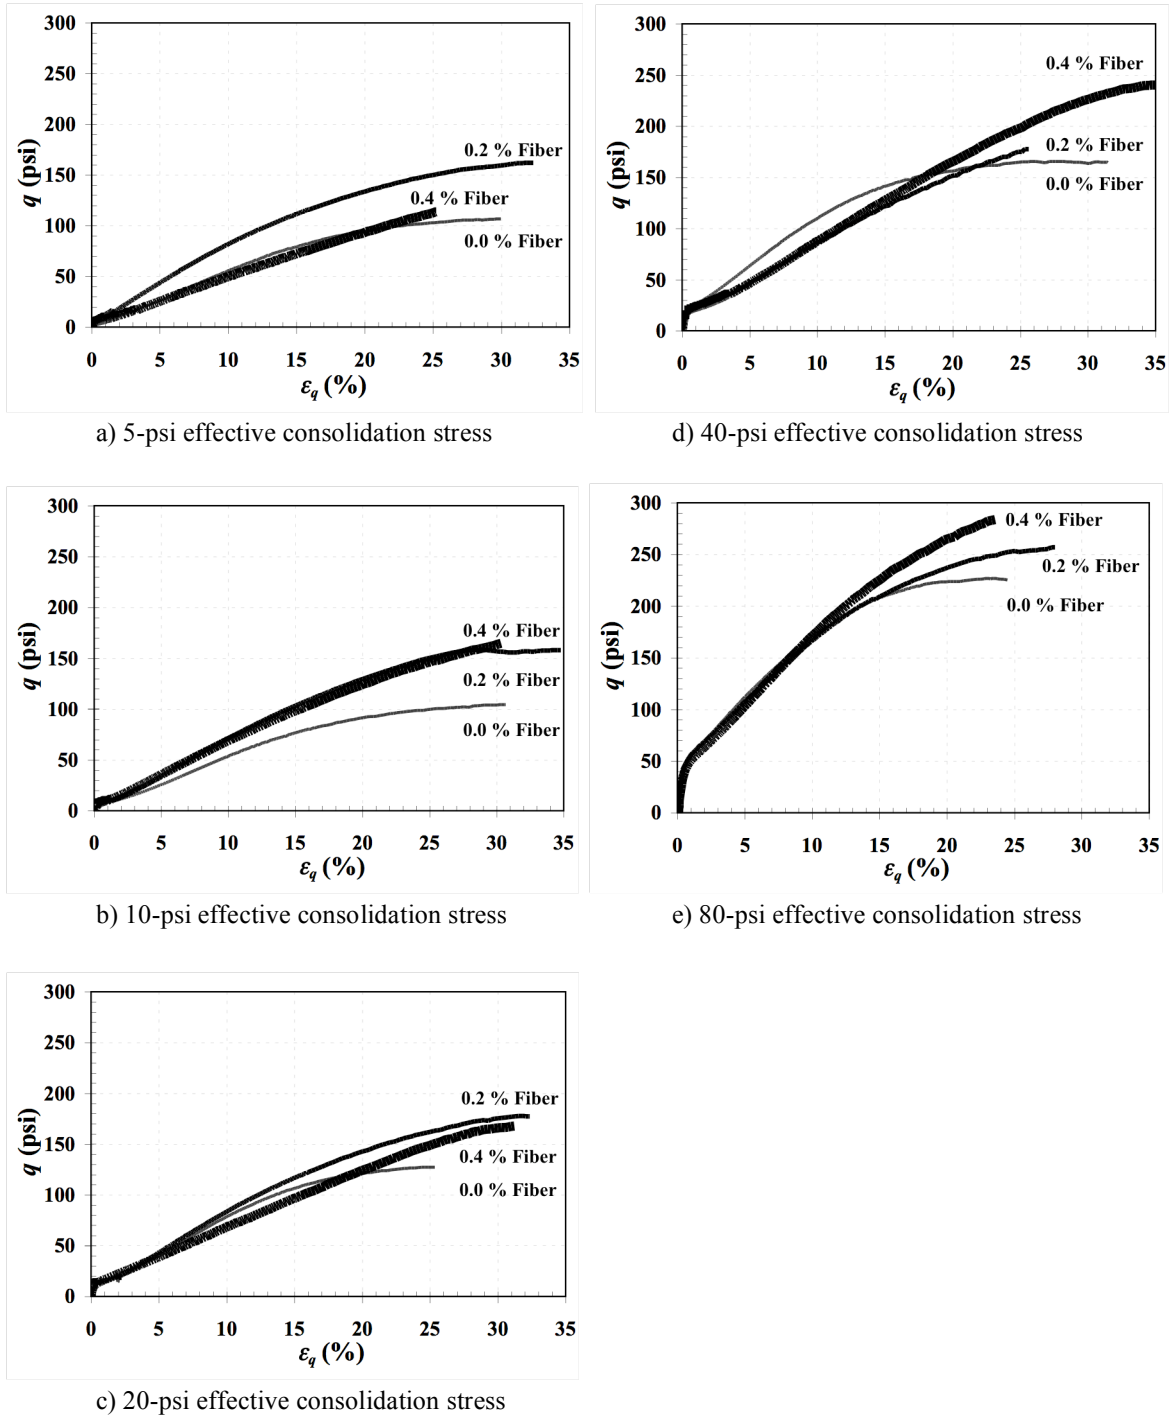 300
250
200
150
100
50
0
q (psi)
0.2 % Fiber
0.4 % Fiber
0.0 % Fiber
0 5 10 15 20 25 30 35
εq (%)
a) 5-psi effective consolidation stress
300
250
200
150
100
50
0
q (psi)
0.4 % Fiber
0.2 % Fiber
0.0 % Fiber
0 5 10 15 20 25 30 35
εq (%)
b) 10-psi effective consolidation stress
300
250
200
150
100
50
0
q (psi)
0.2 % Fiber
0.4 % Fiber
0.0 % Fiber
0 5 10 15 20 25 30 35
εq (%)
c) 20-psi effective consolidation stress
300
250
200
150
100
50
0
q (psi)
0.4 % Fiber
0.2 % Fiber
0.0 % Fiber
0 5 10 15 20 25 30 35
εq (%)
d) 40-psi effective consolidation stress
300
250
200
150
100
50
0
q (psi)
0.4 % Fiber
0.2 % Fiber
0.0 % Fiber
0 5 10 15 20 25 30 35
εq (%)
e) 80-psi effective consolidation stress